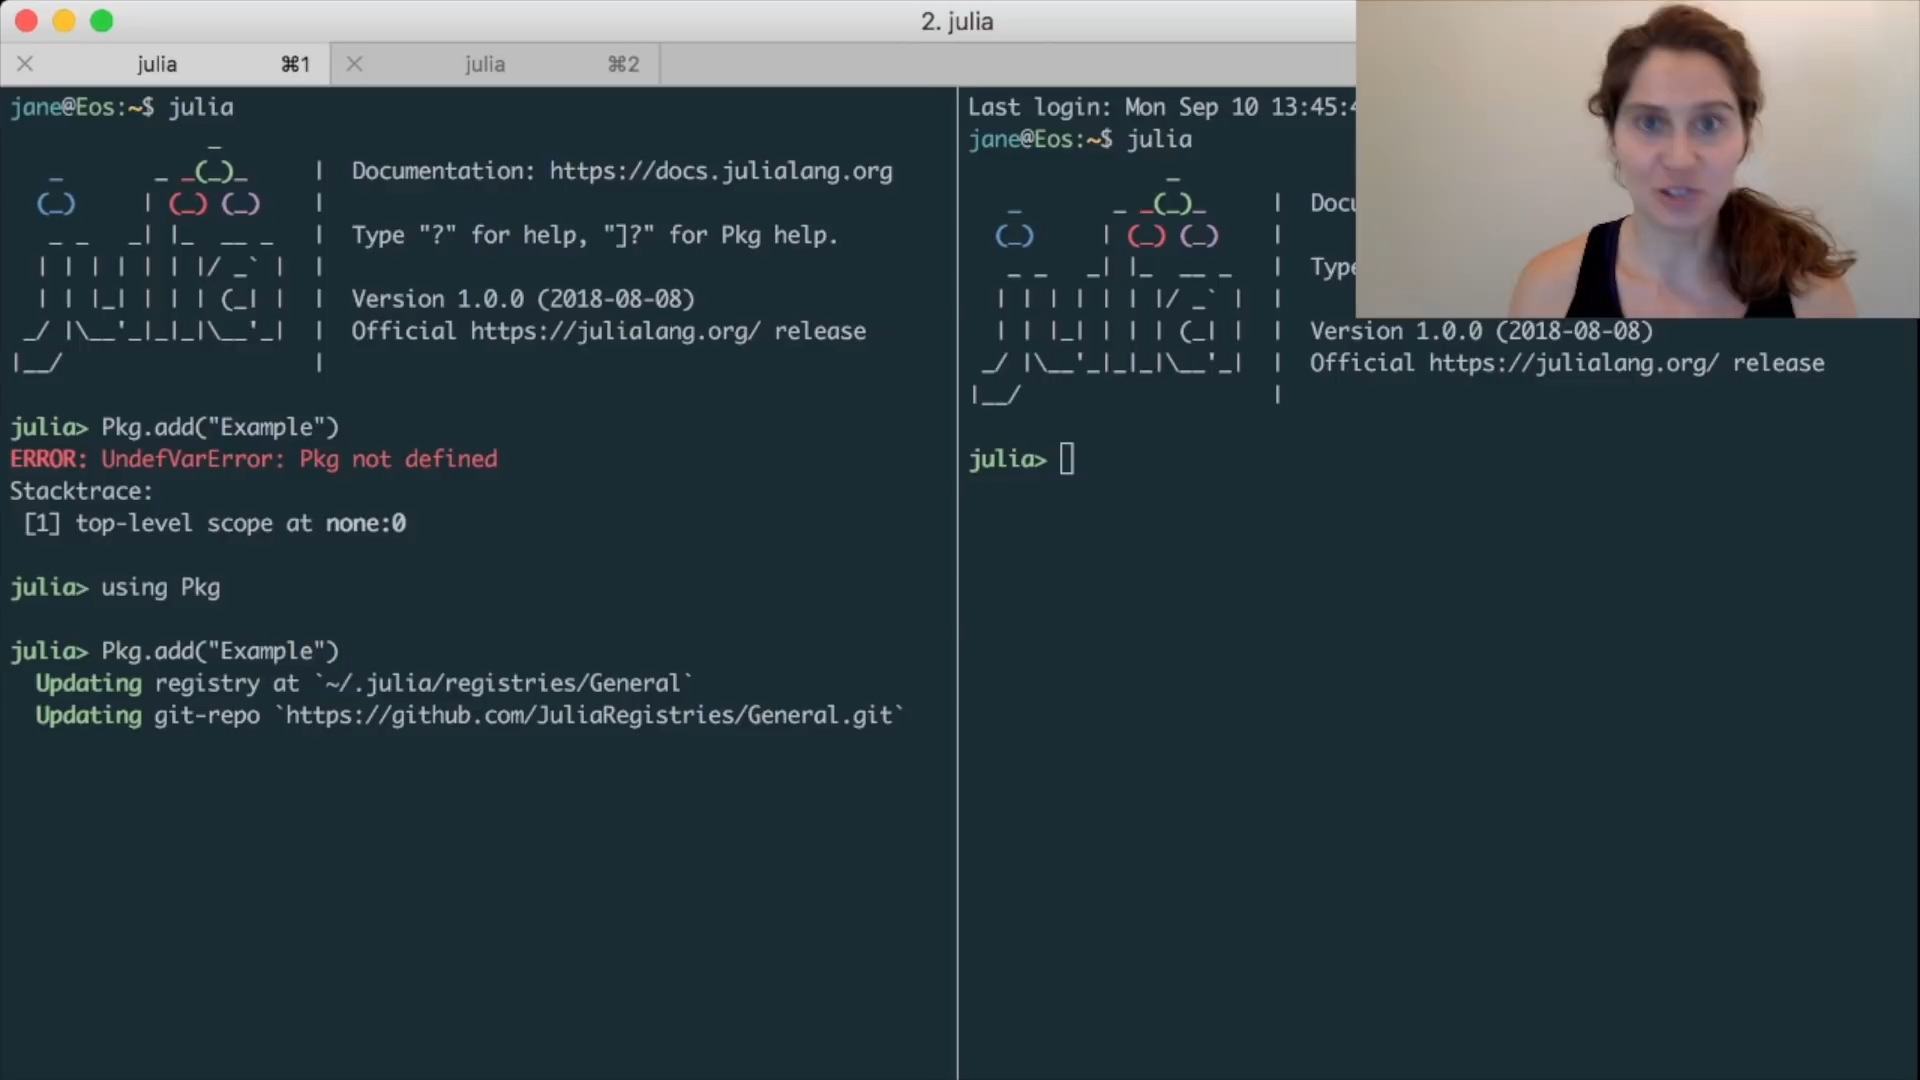 2. julia
julia ⌘1
julia ⌘2
jane@Eos:~$ julia
Documentation: https://docs.julialang.org
Type "?" for help, "]?" for Pkg help.
Version 1.0.0 (2018-08-08)
Official https://julialang.org/ release
julia> Pkg.add("Example")
ERROR: UndefVarError: Pkg not defined
Stacktrace:
[1] top-level scope at none:0
julia> using Pkg
julia> Pkg.add("Example")
Updating registry at `~/.julia/registries/General`
Updating git-repo `https://github.com/JuliaRegistries/General.git`
Last login: Mon Sep 10 13:45:4
jane@Eos:~$ julia
Docu
Type
Version 1.0.0 (2018-08-08)
Official https://julialang.org/ release
julia>